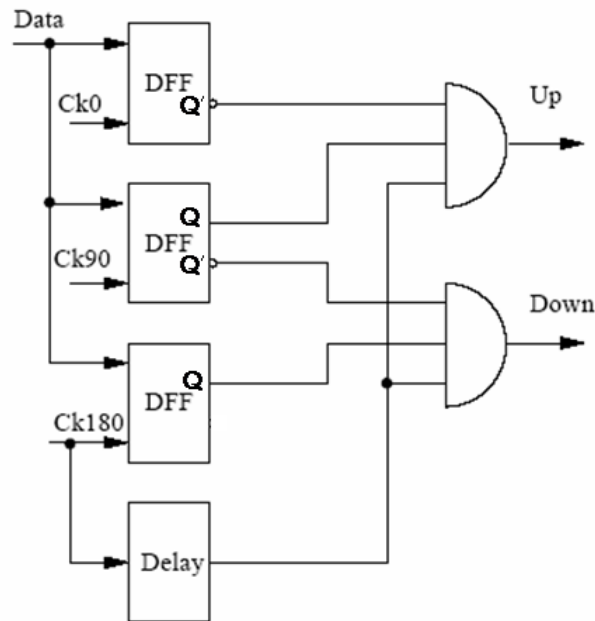 Data
DFF
Q'
Ck0
Up
Q
DFF
Q'
Ck90
Down
Q
DFF
Ck180
Delay